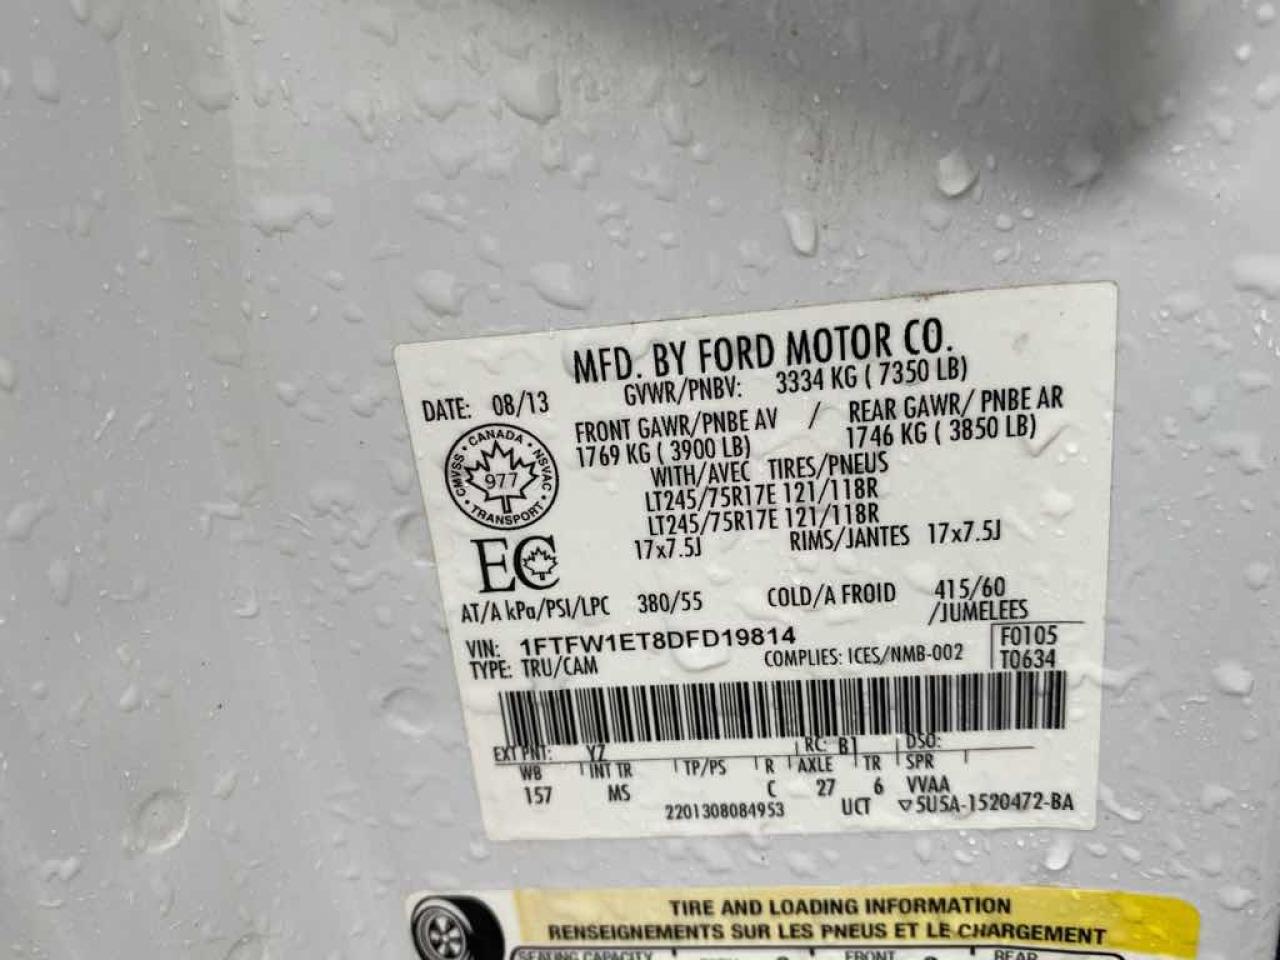 MFD. BY FORD MOTOR CO.
DATE: 08/13
GVWR/PNBV: 3334 KG ( 7350 LB)
FRONT GAWR/PNBE AV / REAR GAWR/ PNBE AR
1769 KG ( 3900 LB) 1746 KG ( 3850 LB)
WITH/AVEC TIRES/PNEUS
LT245/75R17E 121/118R
LT245/75R17E 121/118R
17x7.5J RIMS/JANTES 17x7.5J
CANADA
CMVSS 977 NSVAC
TRANSPORT
EC
AT/A kPa/PSI/LPC 380/55 COLD/A FROID 415/60
/JUMELEES
VIN: 1FTFW1ET8DFD19814 F0105
TYPE: TRU/CAM COMPLIES: ICES/NMB-002 T0634
EXT PNT: YZ RC: B1 DSO:
WB INT TR TP/PS R AXLE TR SPR
157 MS C 27 6 VVAA
2201308084953 UCT ▽5U5A-1520472-BA
TIRE AND LOADING INFORMATION
RENSEIGNEMENTS SUR LES PNEUS ET LE CHARGEMENT
SEATING CAPACITY FRONT REAR